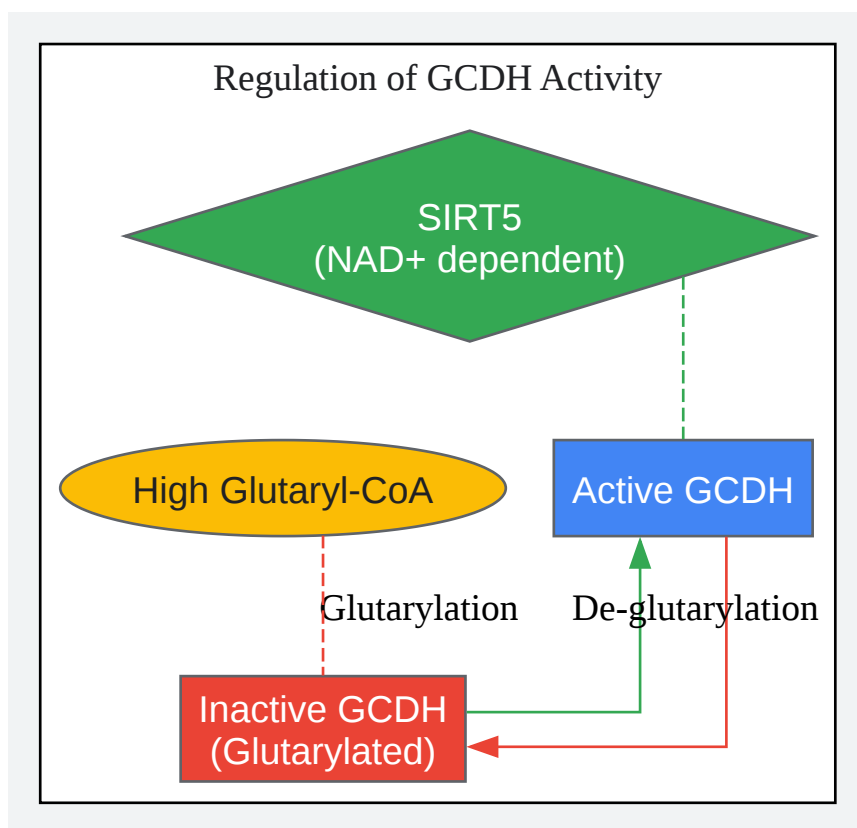 Regulation of GCDH Activity
SIRT5
(NAD+ dependent)
High Glutaryl-CoA
Active GCDH
Glutarylation
De-glutarylation
Inactive GCDH
(Glutarylated)